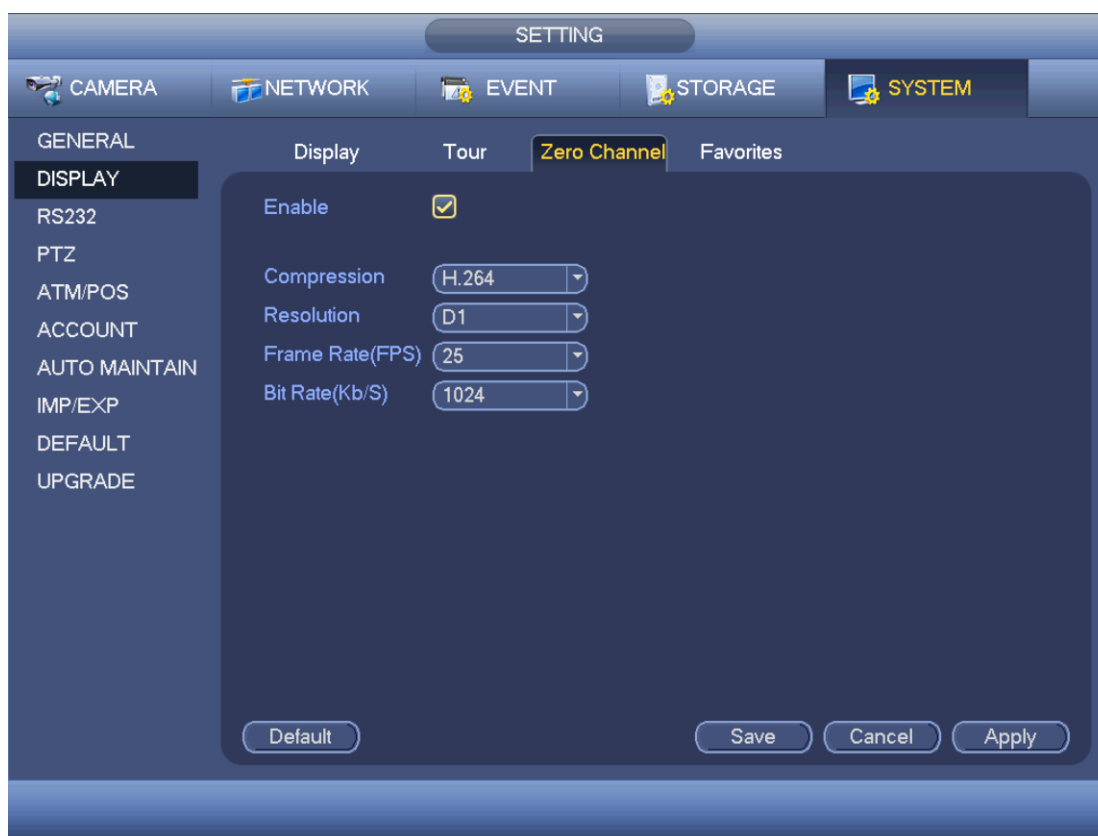 SETTING
CAMERA NETWORK EVENT STORAGE SYSTEM
GENERAL
DISPLAY
RS232
PTZ
ATM/POS
ACCOUNT
AUTO MAINTAIN
IMP/EXP
DEFAULT
UPGRADE
Display Tour Zero Channel Favorites
Enable
Compression H.264
Resolution D1
Frame Rate(FPS) 25
Bit Rate(Kb/S) 1024
Default Save Cancel Apply